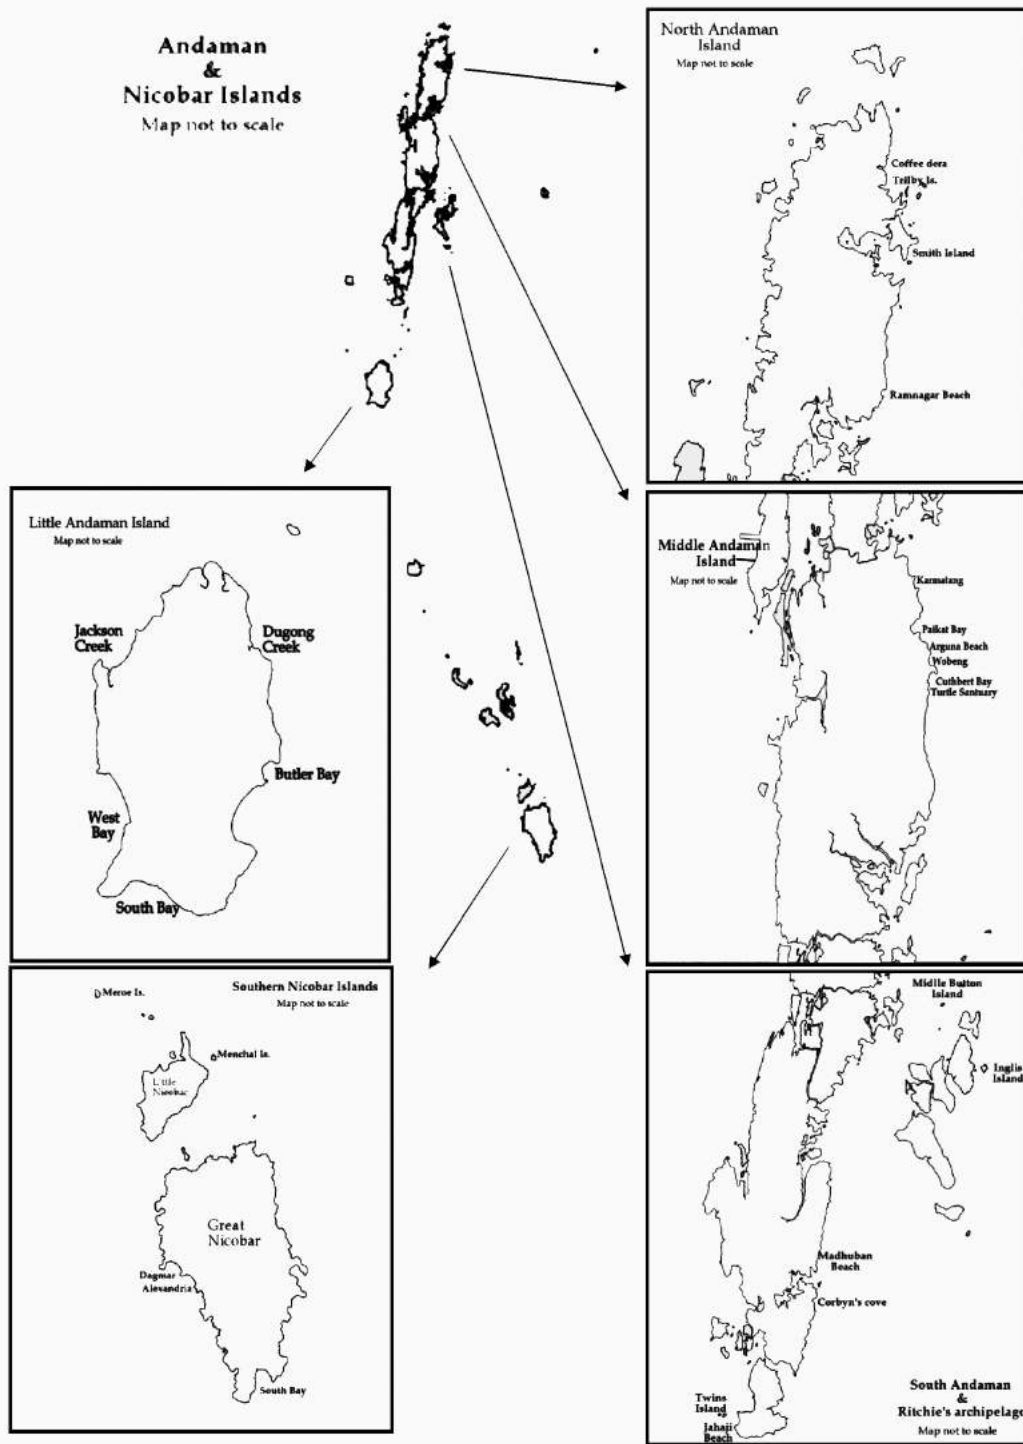 Andaman
&
Nicobar Islands
Map not to scale
North Andaman
Island
Map not to scale
Coffee dera
Trilby Is.
Smith Island
Ramnagar Beach
Little Andaman Island
Map not to scale
Jackson
Creek
Dugong
Creek
Butler Bay
West
Bay
South Bay
Middle Andaman
Island
Map not to scale
Karmatang
Paikat Bay
Arguna Beach
Wobeng
Cuthbert Bay
Turtle Santuary
Southern Nicobar Islands
Map not to scale
Meroe Is.
Menchal Is.
Little
Nicobar
Great
Nicobar
Dagmar
Alexandria
South Bay
Midlle Button
Island
Inglis
Island
Madhuban
Beach
Corbyn's cove
Twins
Island
Jahaji
Beach
South Andaman
&
Ritchie's archipelago
Map not to scale